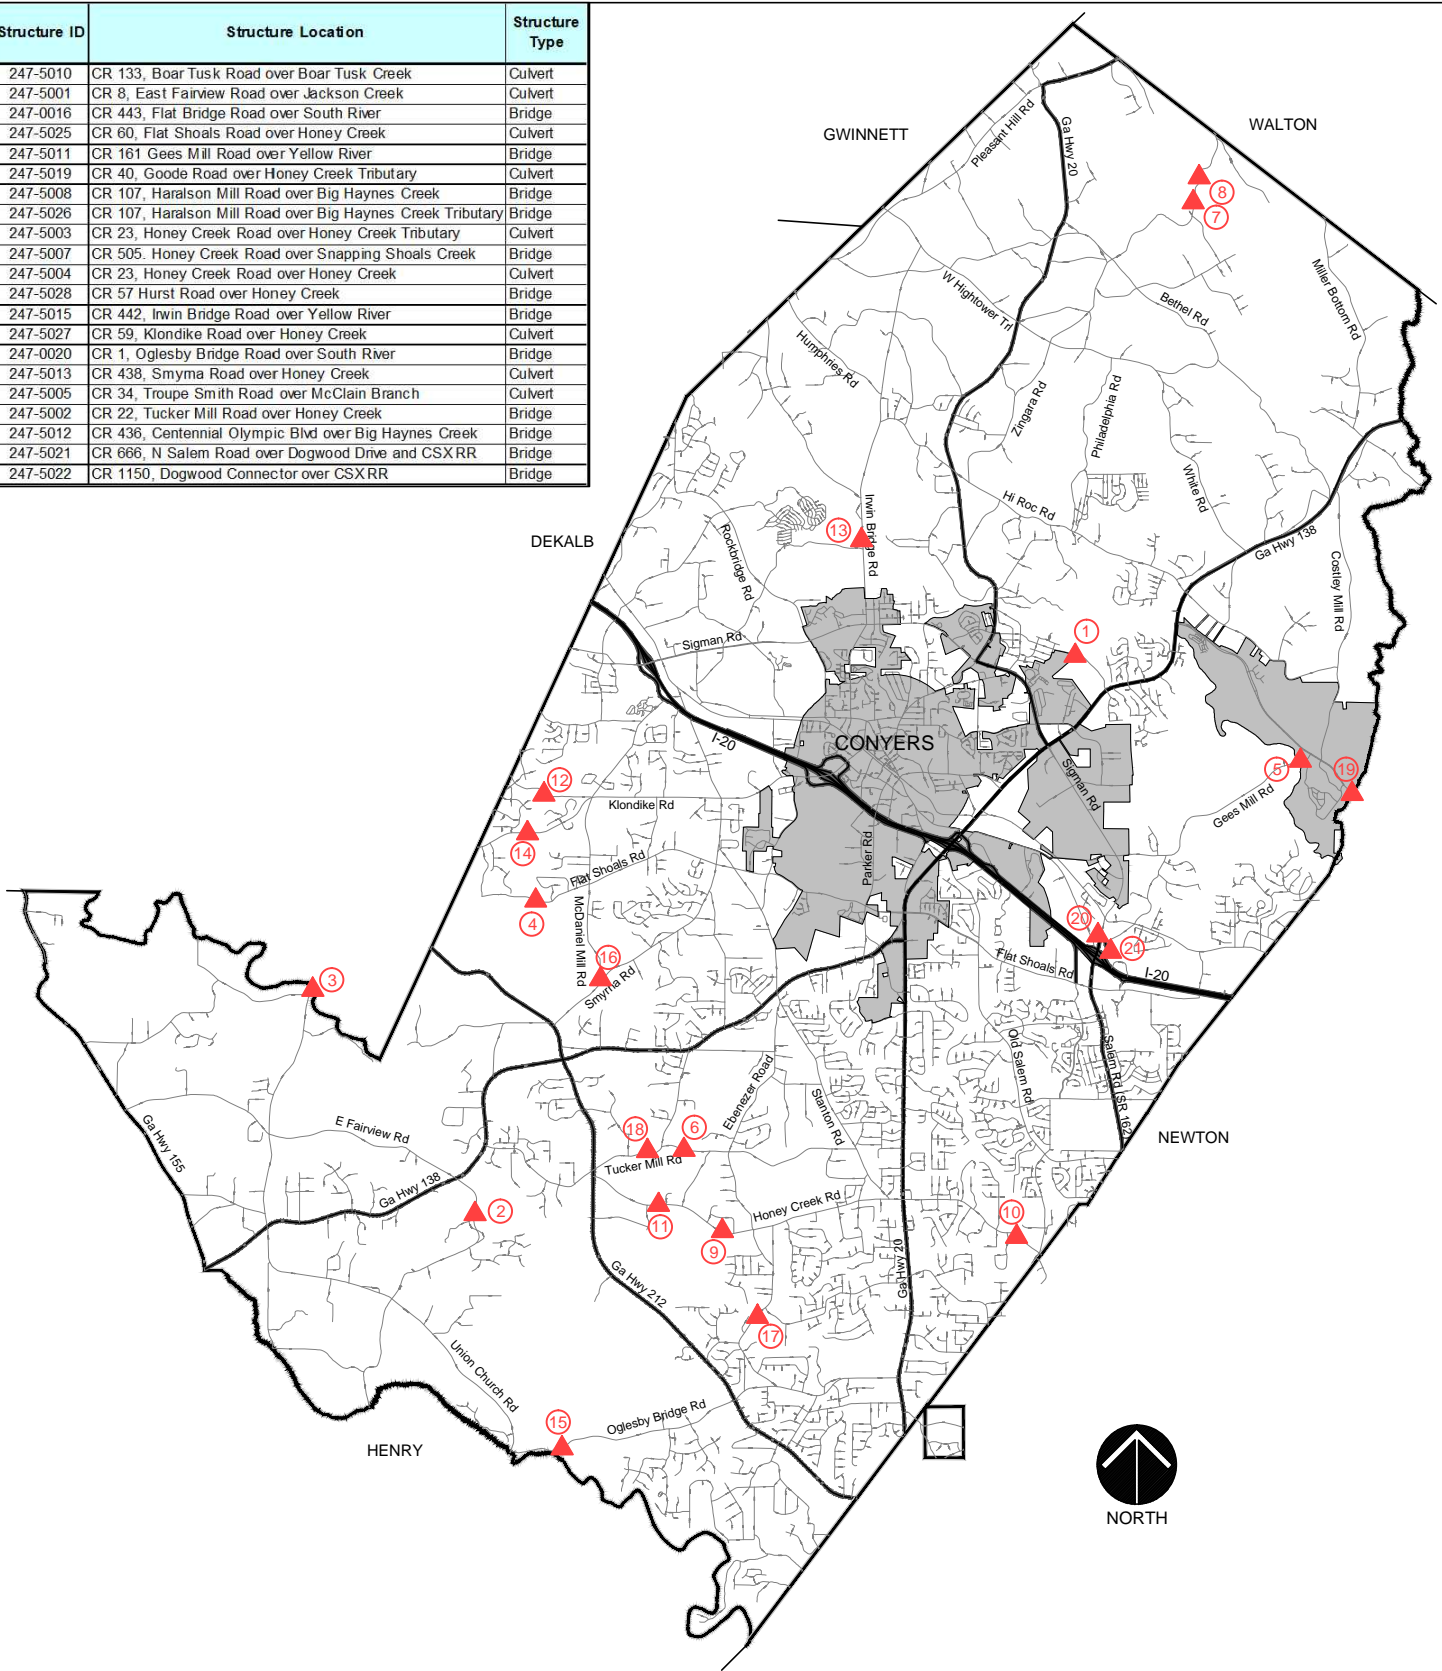 Structure ID Structure Location Structure Type
247-5010 CR 133, Boar Tusk Road over Boar Tusk Creek Culvert
247-5001 CR 8, East Fairview Road over Jackson Creek Culvert
247-0016 CR 443, Flat Bridge Road over South River Bridge
247-5025 CR 60, Flat Shoals Road over Honey Creek Culvert
247-5011 CR 161 Gees Mill Road over Yellow River Bridge
247-5019 CR 40, Goode Road over Honey Creek Tributary Culvert
247-5008 CR 107, Haralson Mill Road over Big Haynes Creek Bridge
247-5026 CR 107, Haralson Mill Road over Big Haynes Creek Tributary Bridge
247-5003 CR 23, Honey Creek Road over Honey Creek Tributary Culvert
247-5007 CR 505. Honey Creek Road over Snapping Shoals Creek Bridge
247-5004 CR 23, Honey Creek Road over Honey Creek Culvert
247-5028 CR 57 Hurst Road over Honey Creek Bridge
247-5015 CR 442, Irwin Bridge Road over Yellow River Bridge
247-5027 CR 59, Klondike Road over Honey Creek Culvert
247-0020 CR 1, Oglesby Bridge Road over South River Bridge
247-5013 CR 438, Smyrna Road over Honey Creek Culvert
247-5005 CR 34, Troupe Smith Road over McClain Branch Culvert
247-5002 CR 22, Tucker Mill Road over Honey Creek Bridge
247-5012 CR 436, Centennial Olympic Blvd over Big Haynes Creek Bridge
247-5021 CR 666, N Salem Road over Dogwood Drive and CSXRR Bridge
247-5022 CR 1150, Dogwood Connector over CSXRR Bridge
GWINNETT
WALTON
Pleasant Hill Rd
Ga Hwy 20
8
7
W Hightower Trl
Bethel Rd
Miller Bottom Rd
Humphries Rd
Zingara Rd
Philadelphia Rd
White Rd
Hi Roc Rd
Irwin Bridge Rd
13
DEKALB
Rockbridge Rd
Ga Hwy 138
Costley Mill Rd
Sigman Rd
1
I-20
CONYERS
Sigman Rd
5
19
Gees Mill Rd
12
Klondike Rd
14
Flat Shoals Rd
Parker Rd
4
McDaniel Mill Rd
16
Smyrna Rd
20
21
Flat Shoals Rd
I-20
3
Old Salem Rd
Salem Rd SR 162
Ebenezer Road
Stanton Rd
NEWTON
Ga Hwy 155
E Fairview Rd
18
6
Tucker Mill Rd
Ga Hwy 138
2
11
Honey Creek Rd
9
10
Ga Hwy 20
Ga Hwy 212
17
Union Church Rd
15
Oglesby Bridge Rd
HENRY
NORTH